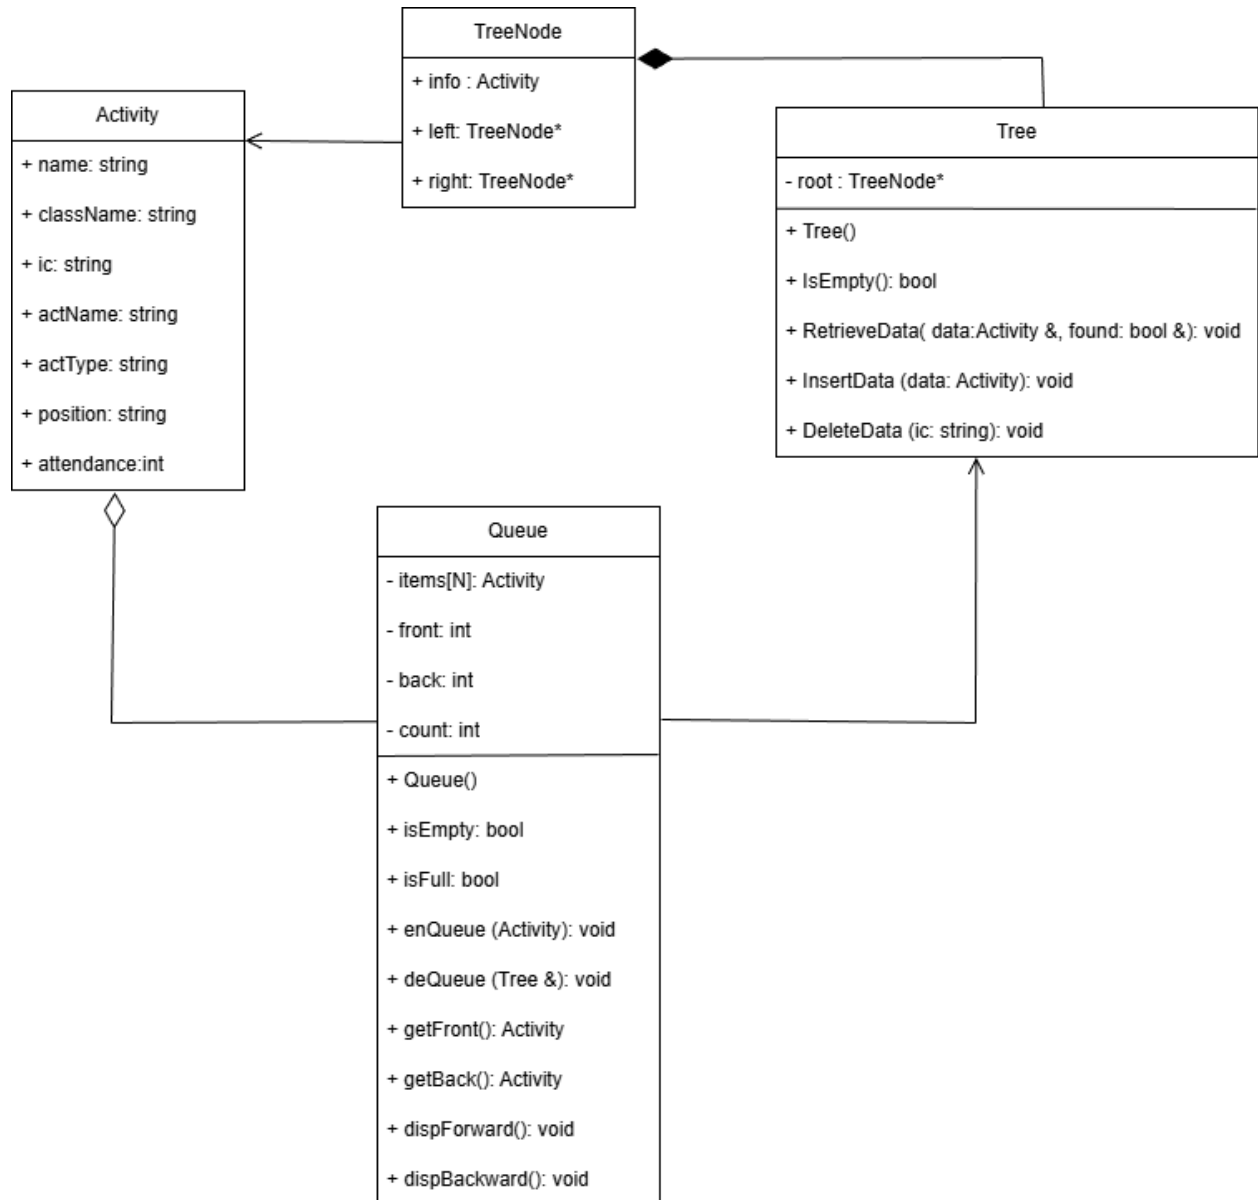 TreeNode
+ info : Activity
+ left: TreeNode*
+ right: TreeNode*
Activity
+ name: string
+ className: string
+ ic: string
+ actName: string
+ actType: string
+ position: string
+ attendance:int
Tree
- root : TreeNode*
+ Tree()
+ IsEmpty(): bool
+ RetrieveData( data:Activity &, found: bool &): void
+ InsertData (data: Activity): void
+ DeleteData (ic: string): void
Queue
- items[N]: Activity
- front: int
- back: int
- count: int
+ Queue()
+ isEmpty: bool
+ isFull: bool
+ enQueue (Activity): void
+ deQueue (Tree &): void
+ getFront(): Activity
+ getBack(): Activity
+ dispForward(): void
+ dispBackward(): void